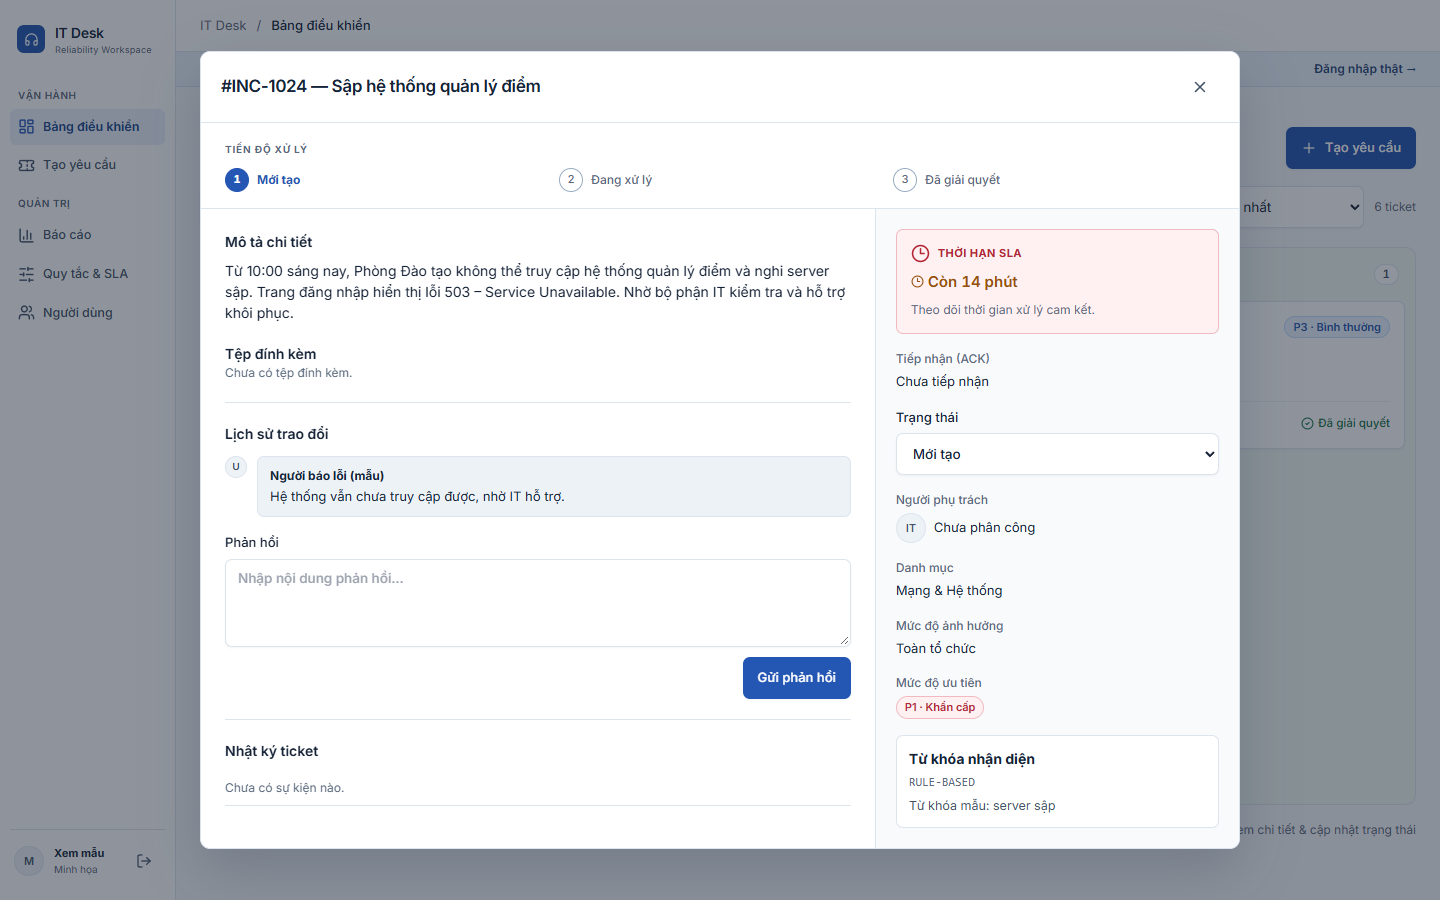 IT Desk
Reliability Workspace
VẬN HÀNH
Bảng điều khiển
Tạo yêu cầu
QUẢN TRỊ
Báo cáo
Quy tắc & SLA
Người dùng
M
Xem mẫu
Minh họa
IT Desk / Bảng điều khiển
Đăng nhập thật →
+ Tạo yêu cầu
nhất
6 ticket
1
P3 · Bình thường
Đã giải quyết
em chi tiết & cập nhật trạng thái
#INC-1024 — Sập hệ thống quản lý điểm
TIẾN ĐỘ XỬ LÝ
1 Mới tạo
2 Đang xử lý
3 Đã giải quyết
Mô tả chi tiết
Từ 10:00 sáng nay, Phòng Đào tạo không thể truy cập hệ thống quản lý điểm và nghi server
sập. Trang đăng nhập hiển thị lỗi 503 – Service Unavailable. Nhờ bộ phận IT kiểm tra và hỗ trợ
khôi phục.
Tệp đính kèm
Chưa có tệp đính kèm.
Lịch sử trao đổi
U
Người báo lỗi (mẫu)
Hệ thống vẫn chưa truy cập được, nhờ IT hỗ trợ.
Phản hồi
Nhập nội dung phản hồi...
Gửi phản hồi
Nhật ký ticket
Chưa có sự kiện nào.
THỜI HẠN SLA
Còn 14 phút
Theo dõi thời gian xử lý cam kết.
Tiếp nhận (ACK)
Chưa tiếp nhận
Trạng thái
Mới tạo
Người phụ trách
IT Chưa phân công
Danh mục
Mạng & Hệ thống
Mức độ ảnh hưởng
Toàn tổ chức
Mức độ ưu tiên
P1 · Khẩn cấp
Từ khóa nhận diện
RULE-BASED
Từ khóa mẫu: server sập